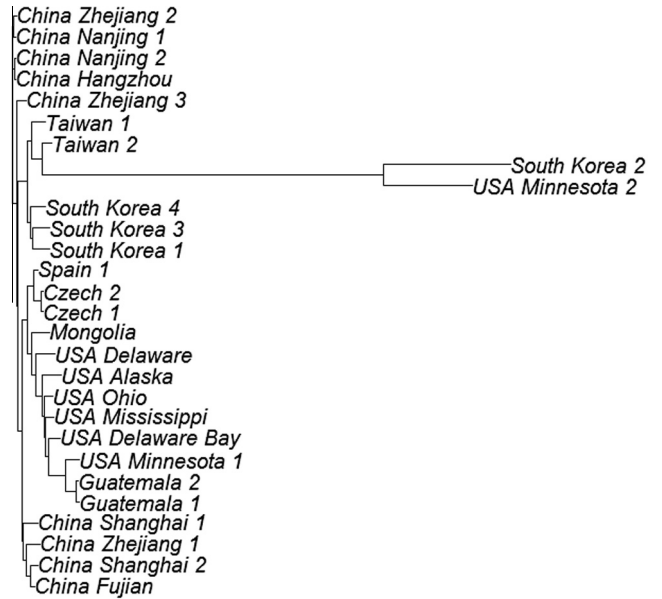 China Zhejiang 2
China Nanjing 1
China Nanjing 2
China Hangzhou
China Zhejiang 3
Taiwan 1
Taiwan 2
South Korea 2
USA Minnesota 2
South Korea 4
South Korea 3
South Korea 1
Spain 1
Czech 2
Czech 1
Mongolia
USA Delaware
USA Alaska
USA Ohio
USA Mississippi
USA Delaware Bay
USA Minnesota 1
Guatemala 2
Guatemala 1
China Shanghai 1
China Zhejiang 1
China Shanghai 2
China Fujian